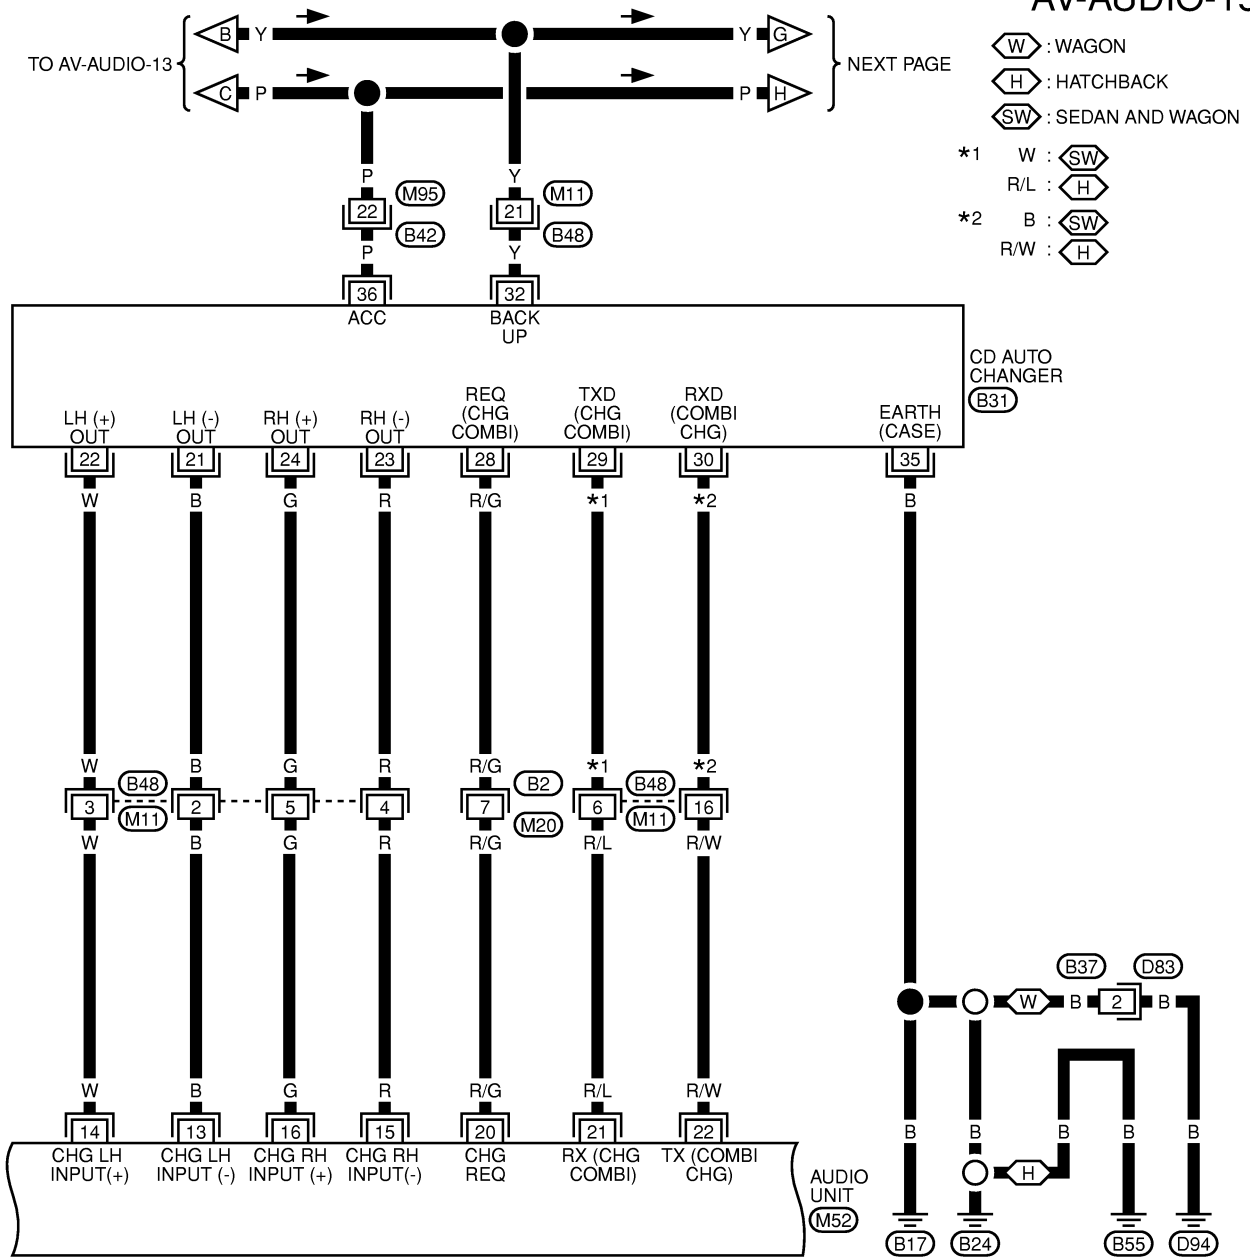 AV-AUDIO-13
B Y Y G
TO AV-AUDIO-13 NEXT PAGE
C P P H
W : WAGON
H : HATCHBACK
SW : SEDAN AND WAGON
*1 W : SW
R/L : H
*2 B : SW
R/W : H
P Y
M95 M11
22 21
B42 B48
P Y
36 32
ACC BACK
UP
CD AUTO
CHANGER
B31
LH (+)
OUT
LH (-)
OUT
RH (+)
OUT
RH (-)
OUT
REQ
(CHG
COMBI)
TXD
(CHG
COMBI)
RXD
(COMBI
CHG)
EARTH
(CASE)
22 21 24 23 28 29 30 35
W B G R R/G *1 *2 B
W B G R R/G *1 *2
B48 B2 B48
3 2 5 4 7 6 16
M11 M20 M11
W B G R R/G R/L R/W
B37 D83
W B 2 B
W B G R R/G R/L R/W
14 13 16 15 20 21 22
B B B B B
CHG LH
INPUT(+)
CHG LH
INPUT (-)
CHG RH
INPUT (+)
CHG RH
INPUT(-)
CHG
REQ
RX (CHG
COMBI)
TX (COMBI
CHG)
H
AUDIO
UNIT
M52
B17 B24 B55 D94